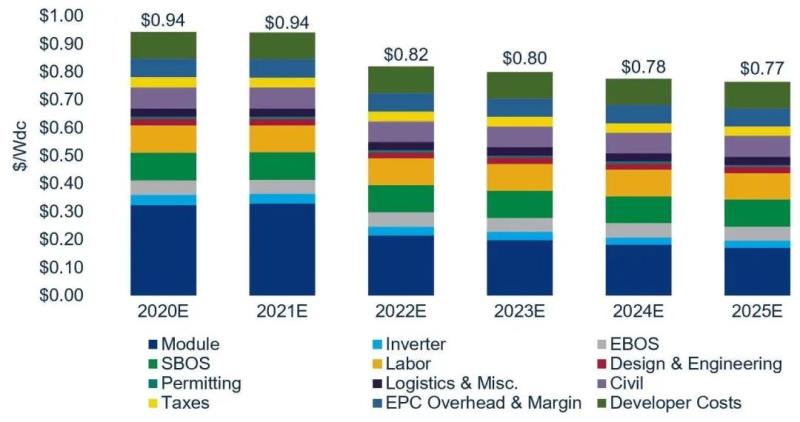 $1.00
$0.90
$0.80
$0.70
$0.60
$0.50
$0.40
$0.30
$0.20
$0.10
$0.00
$/Wdc
$0.94
$0.94
$0.82
$0.80
$0.78
$0.77
2020E 2021E 2022E 2023E 2024E 2025E
Module Inverter EBOS
SBOS Labor Design & Engineering
Permitting Logistics & Misc. Civil
Taxes EPC Overhead & Margin Developer Costs